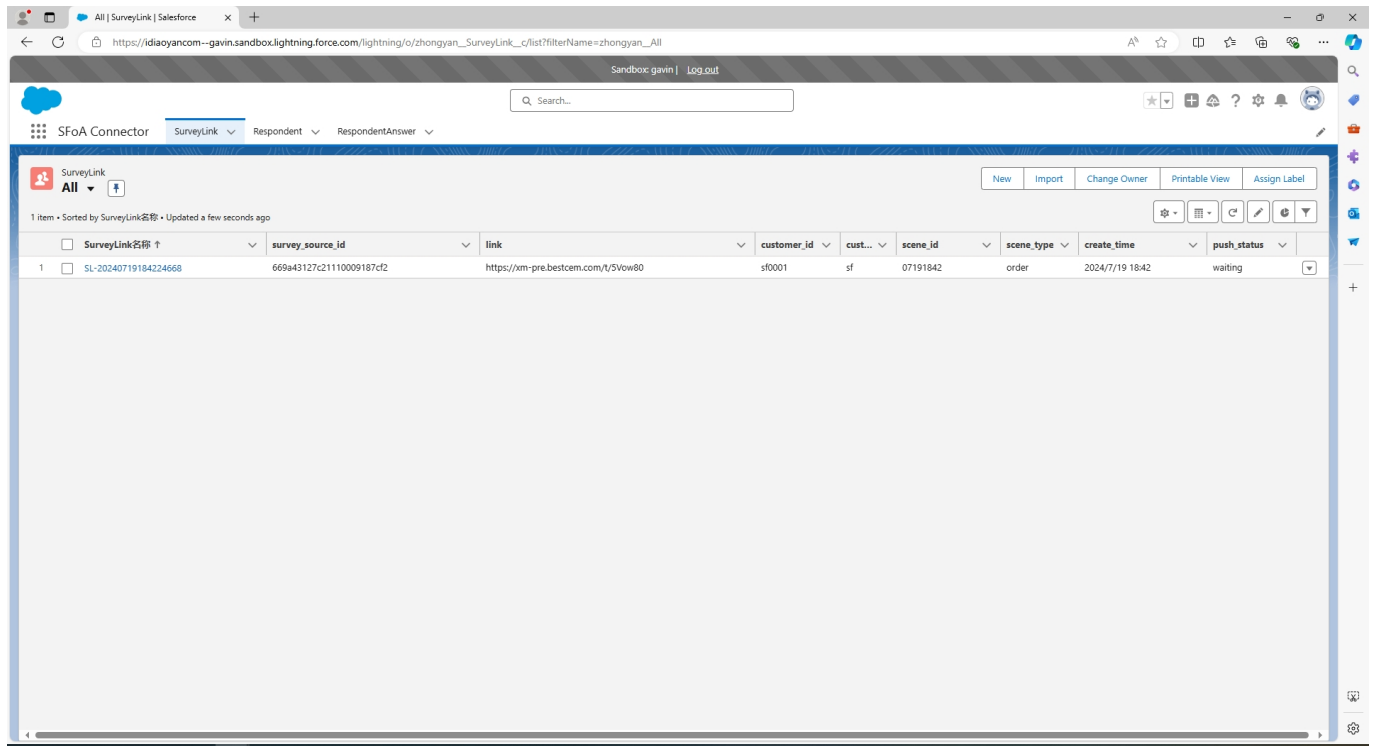 All | SurveyLink | Salesforce
https://idiaoyancom--gavin.sandbox.lightning.force.com/lightning/o/zhongyan__SurveyLink__c/list?filterName=zhongyan__All
Sandbox: gavin | Log out
Search...
SFoA Connector SurveyLink Respondent RespondentAnswer
SurveyLink
All
New Import Change Owner Printable View Assign Label
1 item • Sorted by SurveyLink名称 • Updated a few seconds ago
SurveyLink名称 ↑ survey_source_id link customer_id cust... scene_id scene_type create_time push_status
1 SL-20240719184224668 669a43127c21110009187cf2 https://xm-pre.bestcem.com/t/5Vow80 sf0001 sf 07191842 order 2024/7/19 18:42 waiting